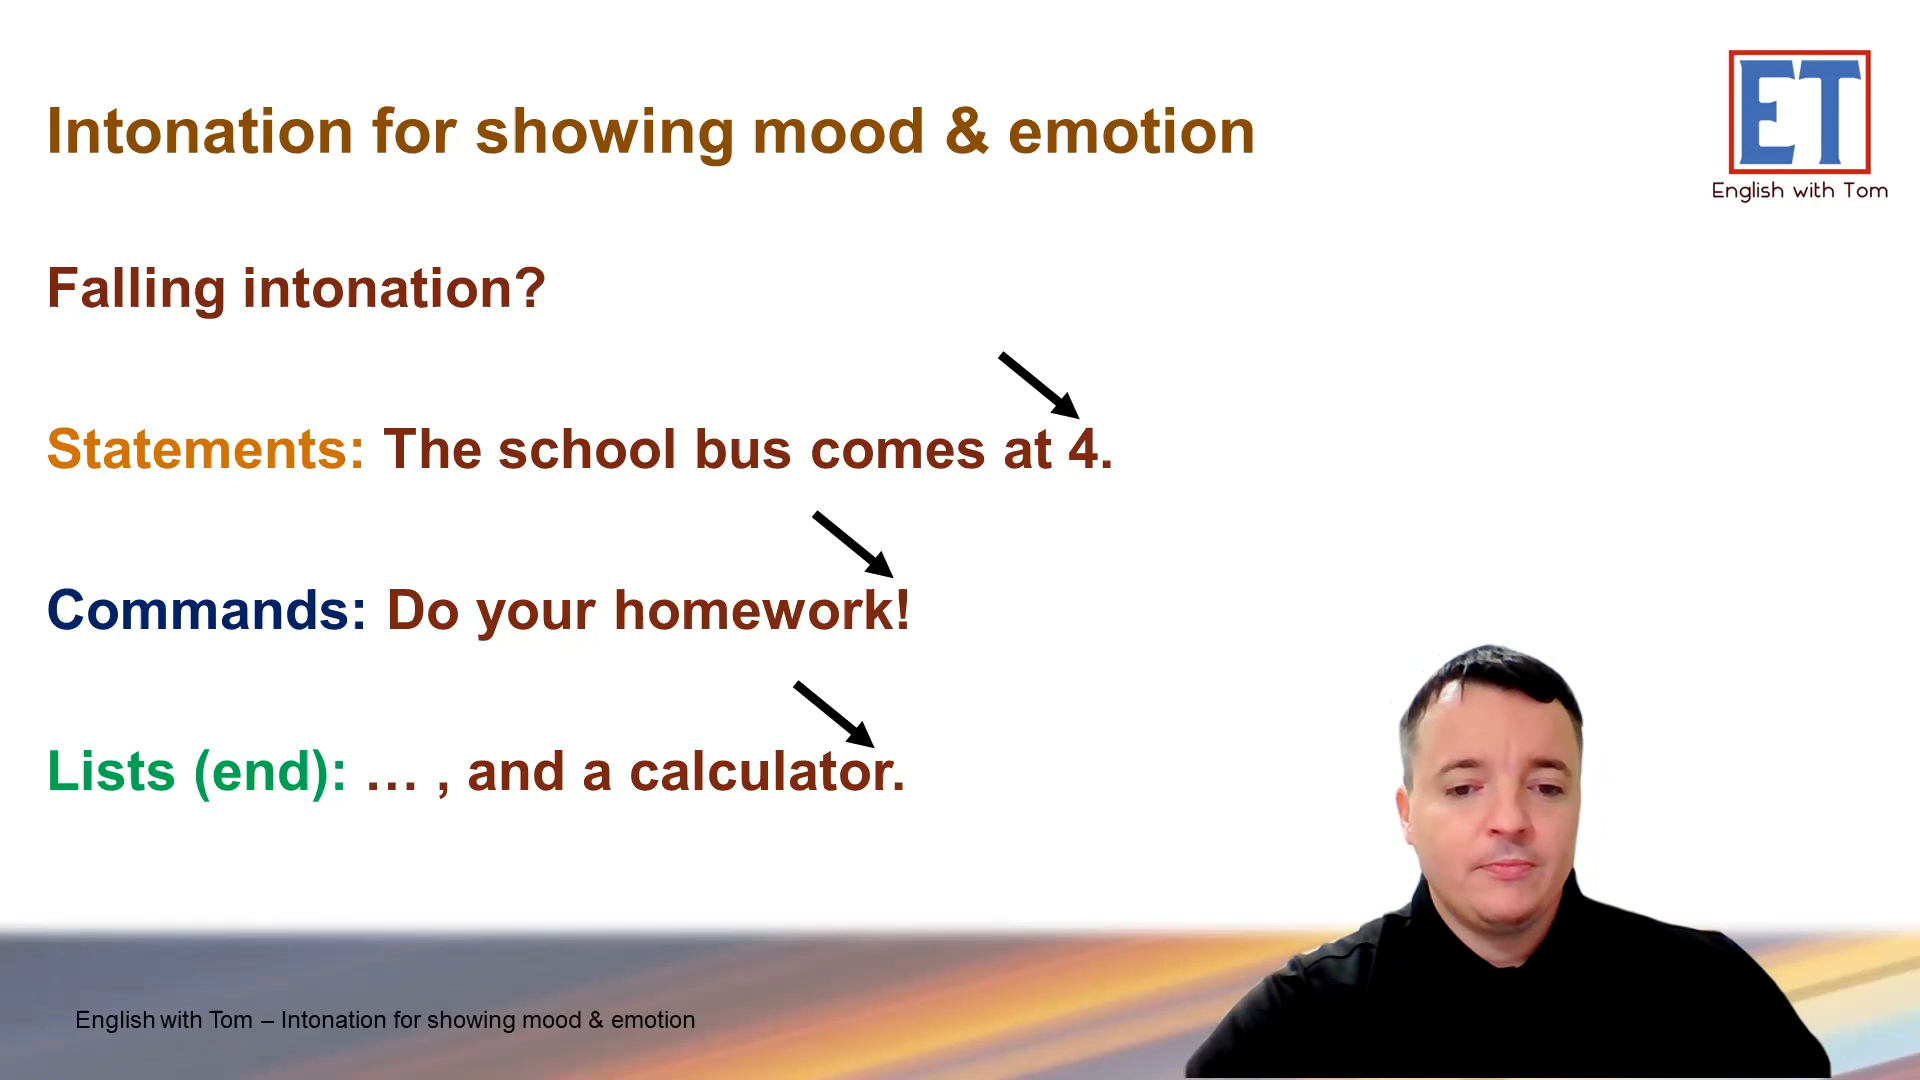 Intonation for showing mood & emotion
ET
English with Tom
Falling intonation?
Statements: The school bus comes at 4.
Commands: Do your homework!
Lists (end): … , and a calculator.
English with Tom – Intonation for showing mood & emotion